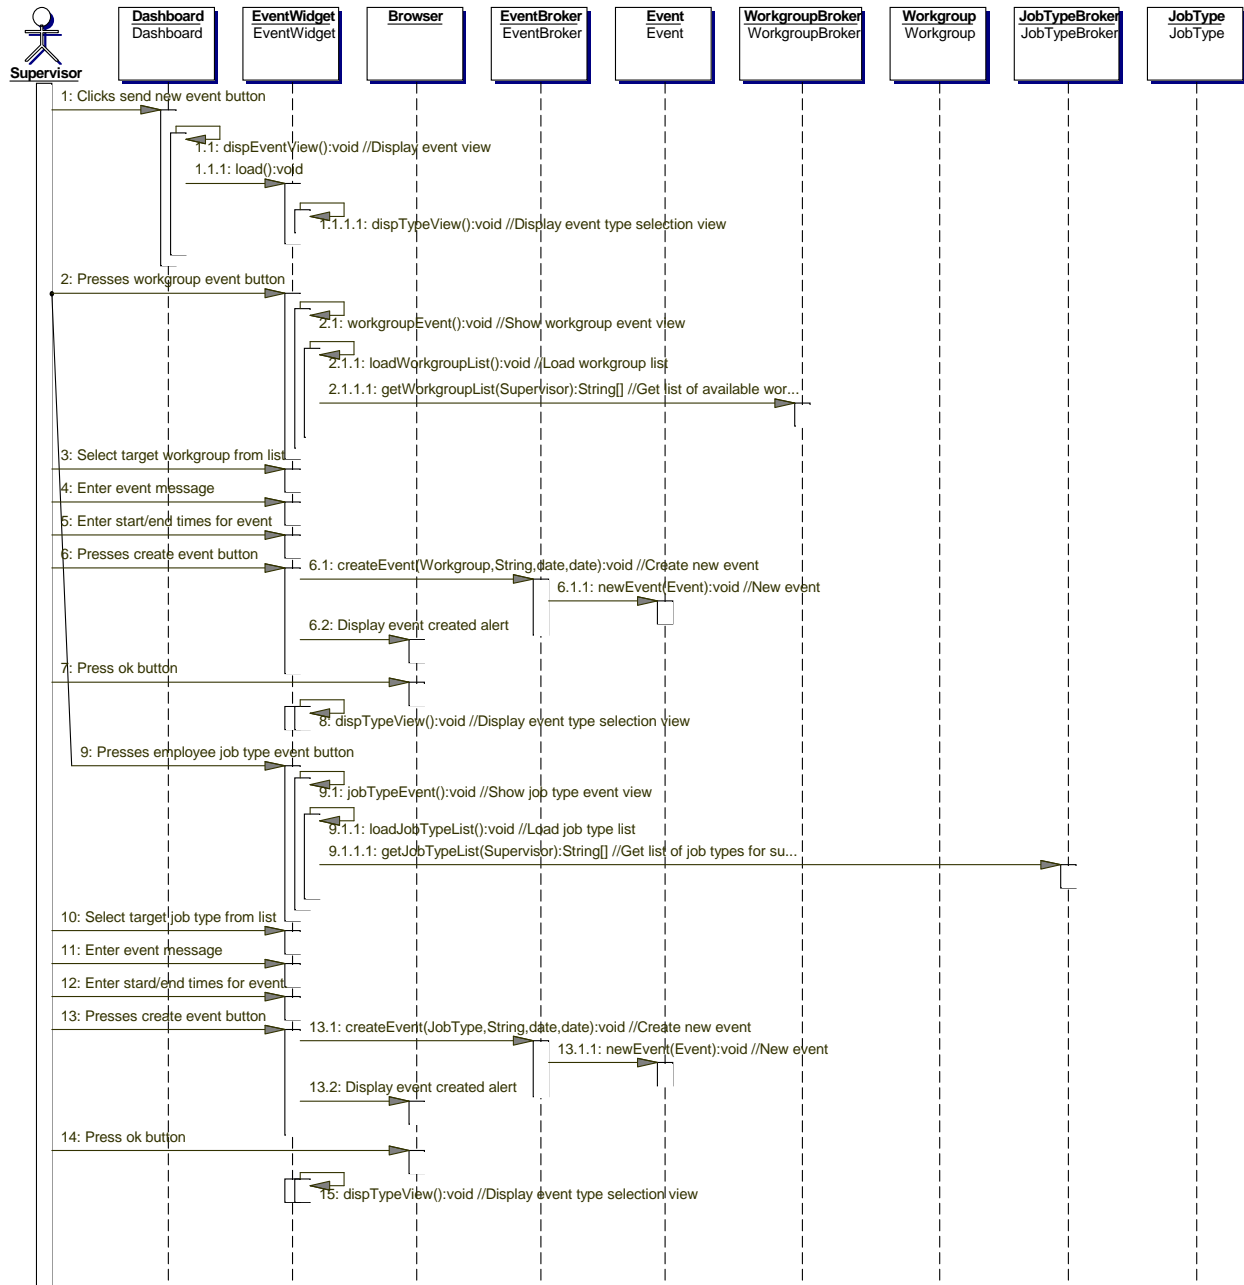 Supervisor
Dashboard
Dashboard
EventWidget
EventWidget
Browser
EventBroker
EventBroker
Event
Event
WorkgroupBroker
WorkgroupBroker
Workgroup
Workgroup
JobTypeBroker
JobTypeBroker
JobType
JobType
1: Clicks send new event button
1.1: dispEventView():void //Display event view
1.1.1: load():void
1.1.1.1: dispTypeView():void //Display event type selection view
2: Presses workgroup event button
2.1: workgroupEvent():void //Show workgroup event view
2.1.1: loadWorkgroupList():void //Load workgroup list
2.1.1.1: getWorkgroupList(Supervisor):String[] //Get list of available wor...
3: Select target workgroup from list
4: Enter event message
5: Enter start/end times for event
6: Presses create event button
6.1: createEvent(Workgroup,String,date,date):void //Create new event
6.1.1: newEvent(Event):void //New event
6.2: Display event created alert
7: Press ok button
8: dispTypeView():void //Display event type selection view
9: Presses employee job type event button
9.1: jobTypeEvent():void //Show job type event view
9.1.1: loadJobTypeList():void //Load job type list
9.1.1.1: getJobTypeList(Supervisor):String[] //Get list of job types for su...
10: Select target job type from list
11: Enter event message
12: Enter stard/end times for event
13: Presses create event button
13.1: createEvent(JobType,String,date,date):void //Create new event
13.1.1: newEvent(Event):void //New event
13.2: Display event created alert
14: Press ok button
15: dispTypeView():void //Display event type selection view